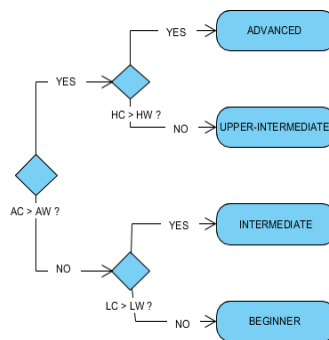 YES
ADVANCED
YES
HC > HW ?
NO
UPPER-INTERMEDIATE
AC > AW ?
YES
INTERMEDIATE
NO
LC > LW ?
NO
BEGINNER